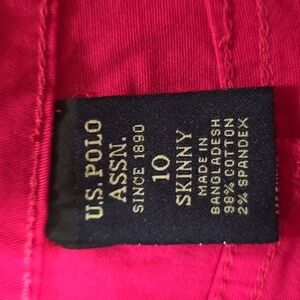 U.S. POLO
ASSN.
SINCE 1890
10
SKINNY
MADE IN
BANGLADESH
98% COTTON
2% SPANDEX